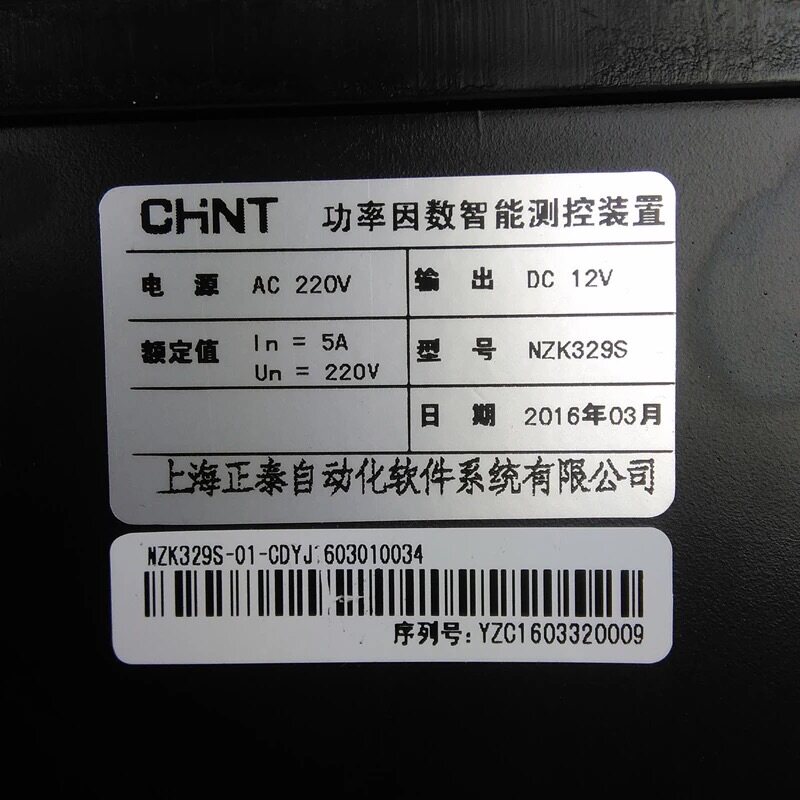 CHNT 功率因数智能测控装置
电 源 AC 220V 输 出 DC 12V
额定值 In = 5A 型 号 NZK329S
Un = 220V
日 期 2016年03月
上海正泰自动化软件系统有限公司
NZK329S-01-CDYJ1603010034
序列号: YZC1603320009